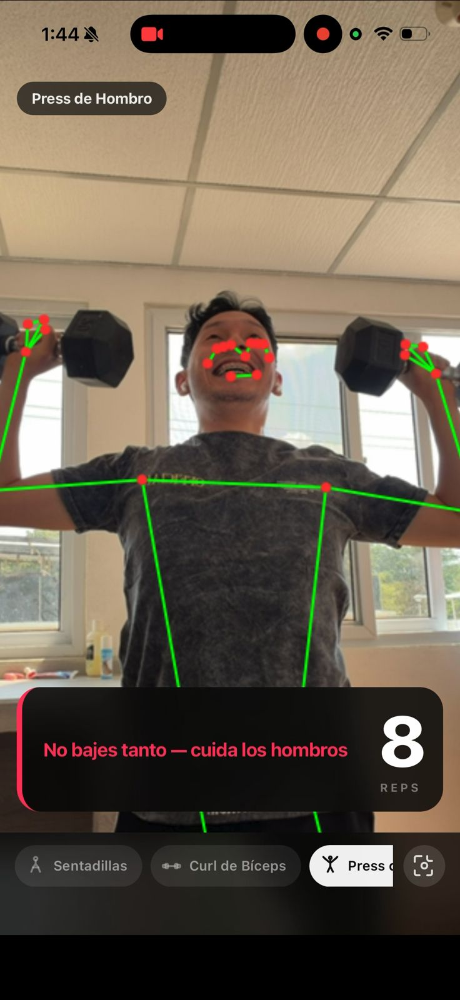 1:44
Press de Hombro
No bajes tanto — cuida los hombros
8
REPS
Sentadillas
Curl de Bíceps
Press